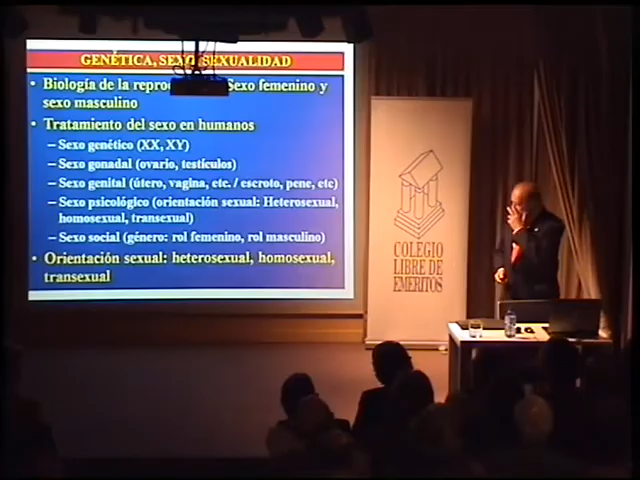 GENÉTICA, SEXO SEXUALIDAD
• Biología de la repro Sexo femenino y
sexo masculino
• Tratamiento del sexo en humanos
– Sexo genético (XX, XY)
– Sexo gonadal (ovario, testículos)
– Sexo genital (útero, vagina, etc. / escroto, pene, etc)
– Sexo psicológico (orientación sexual: Heterosexual,
homosexual, transexual)
– Sexo social (género: rol femenino, rol masculino)
• Orientación sexual: heterosexual, homosexual,
transexual
COLEGIO
LIBRE DE
EMERITOS